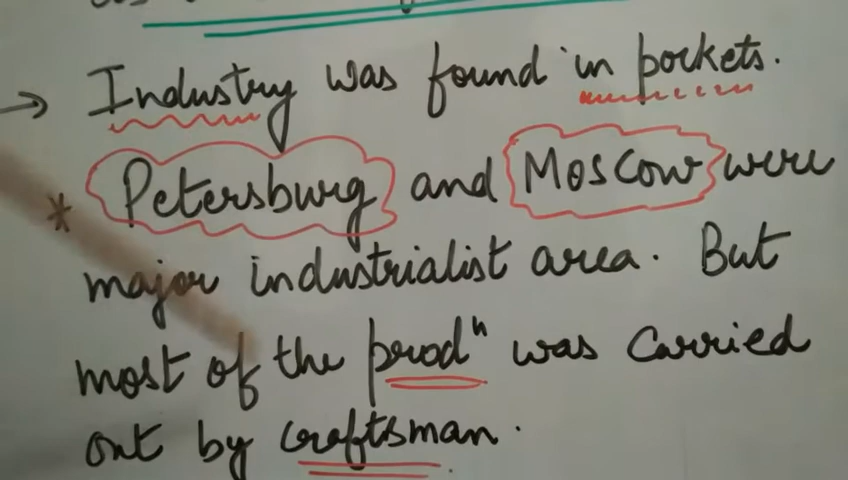 → Industry was found in pockets.
* Petersburg and Moscow were
major industrialist area. But
most of the prodⁿ was carried
out by craftsman.